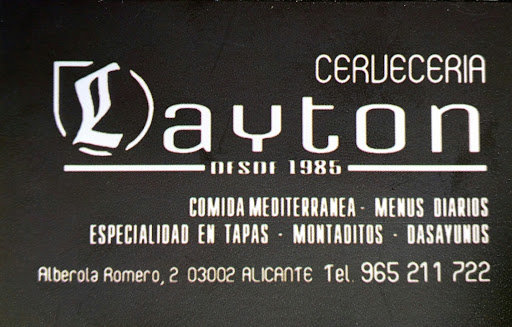 CERVECERIA
Layton
DESDE 1985
COMIDA MEDITERRANEA - MENUS DIARIOS
ESPECIALIDAD EN TAPAS - MONTADITOS - DASAYUNOS
Alberola Romero, 2 03002 ALICANTE Tel. 965 211 722